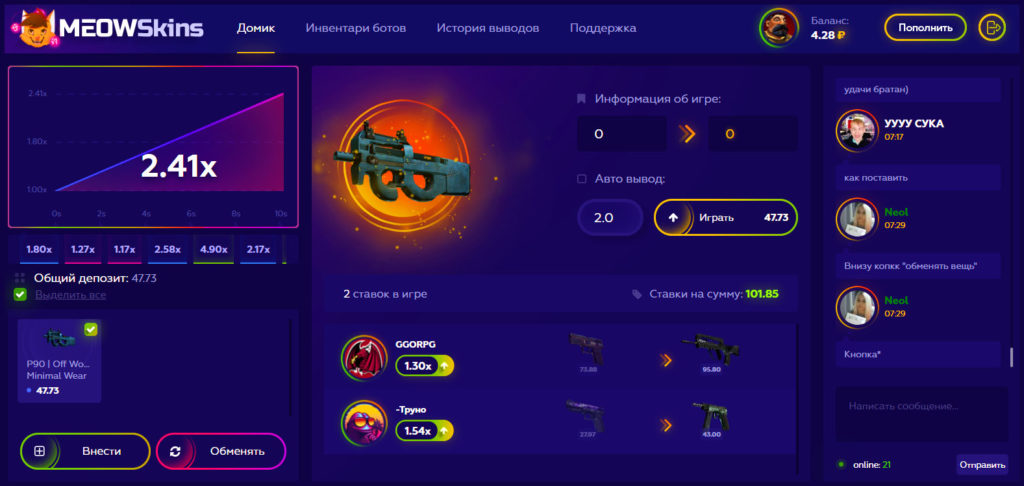 MEOWSkins
Домик
Инвентари ботов
История выводов
Поддержка
Баланс:
4.28 ₽
Пополнить
2.41x
1.80x
1.00x
2.41x
0s 2s 4s 6s 8s 10s
1.80x 1.27x 1.17x 2.58x 4.90x 2.17x
Общий депозит: 47.73
Выделить все
P90 | Off Wo...
Minimal Wear
47.73
Внести
Обменять
Информация об игре:
0 0
Авто вывод:
2.0
Играть 47.73
2 ставок в игре
Ставки на сумму: 101.85
GGORPG
1.30x
73.88
95.80
-Труно
1.54x
27.97
43.00
удачи братан)
УУУУ СУКА
07:17
как поставить
Neol
07:29
Внизу копкк "обменять вещь"
Neol
07:29
Кнопка*
Написать сообщение...
online: 21
Отправить